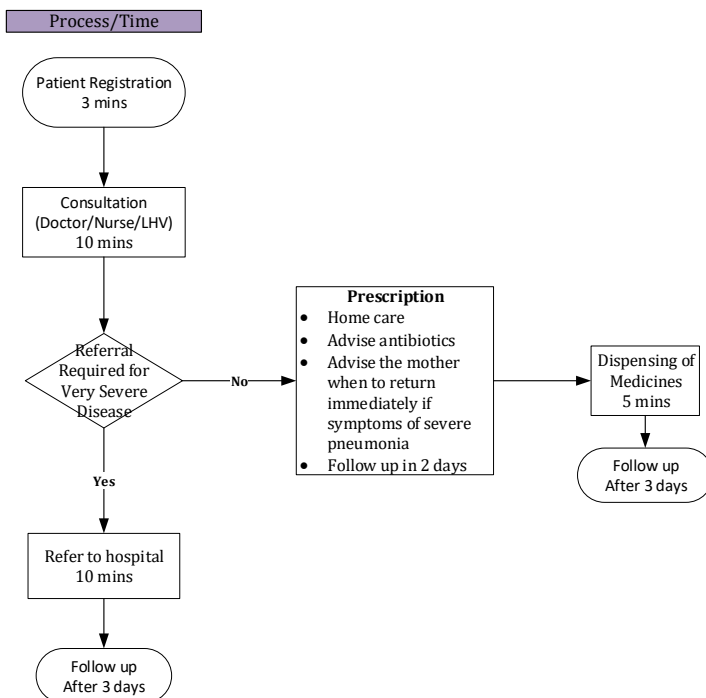 Process/Time
Patient Registration
3 mins
Consultation
(Doctor/Nurse/LHV)
10 mins
Referral
Required for
Very Severe
Disease
No
Prescription
• Home care
• Advise antibiotics
• Advise the mother
when to return
immediately if
symptoms of severe
pneumonia
• Follow up in 2 days
Dispensing of
Medicines
5 mins
Follow up
After 3 days
Yes
Refer to hospital
10 mins
Follow up
After 3 days